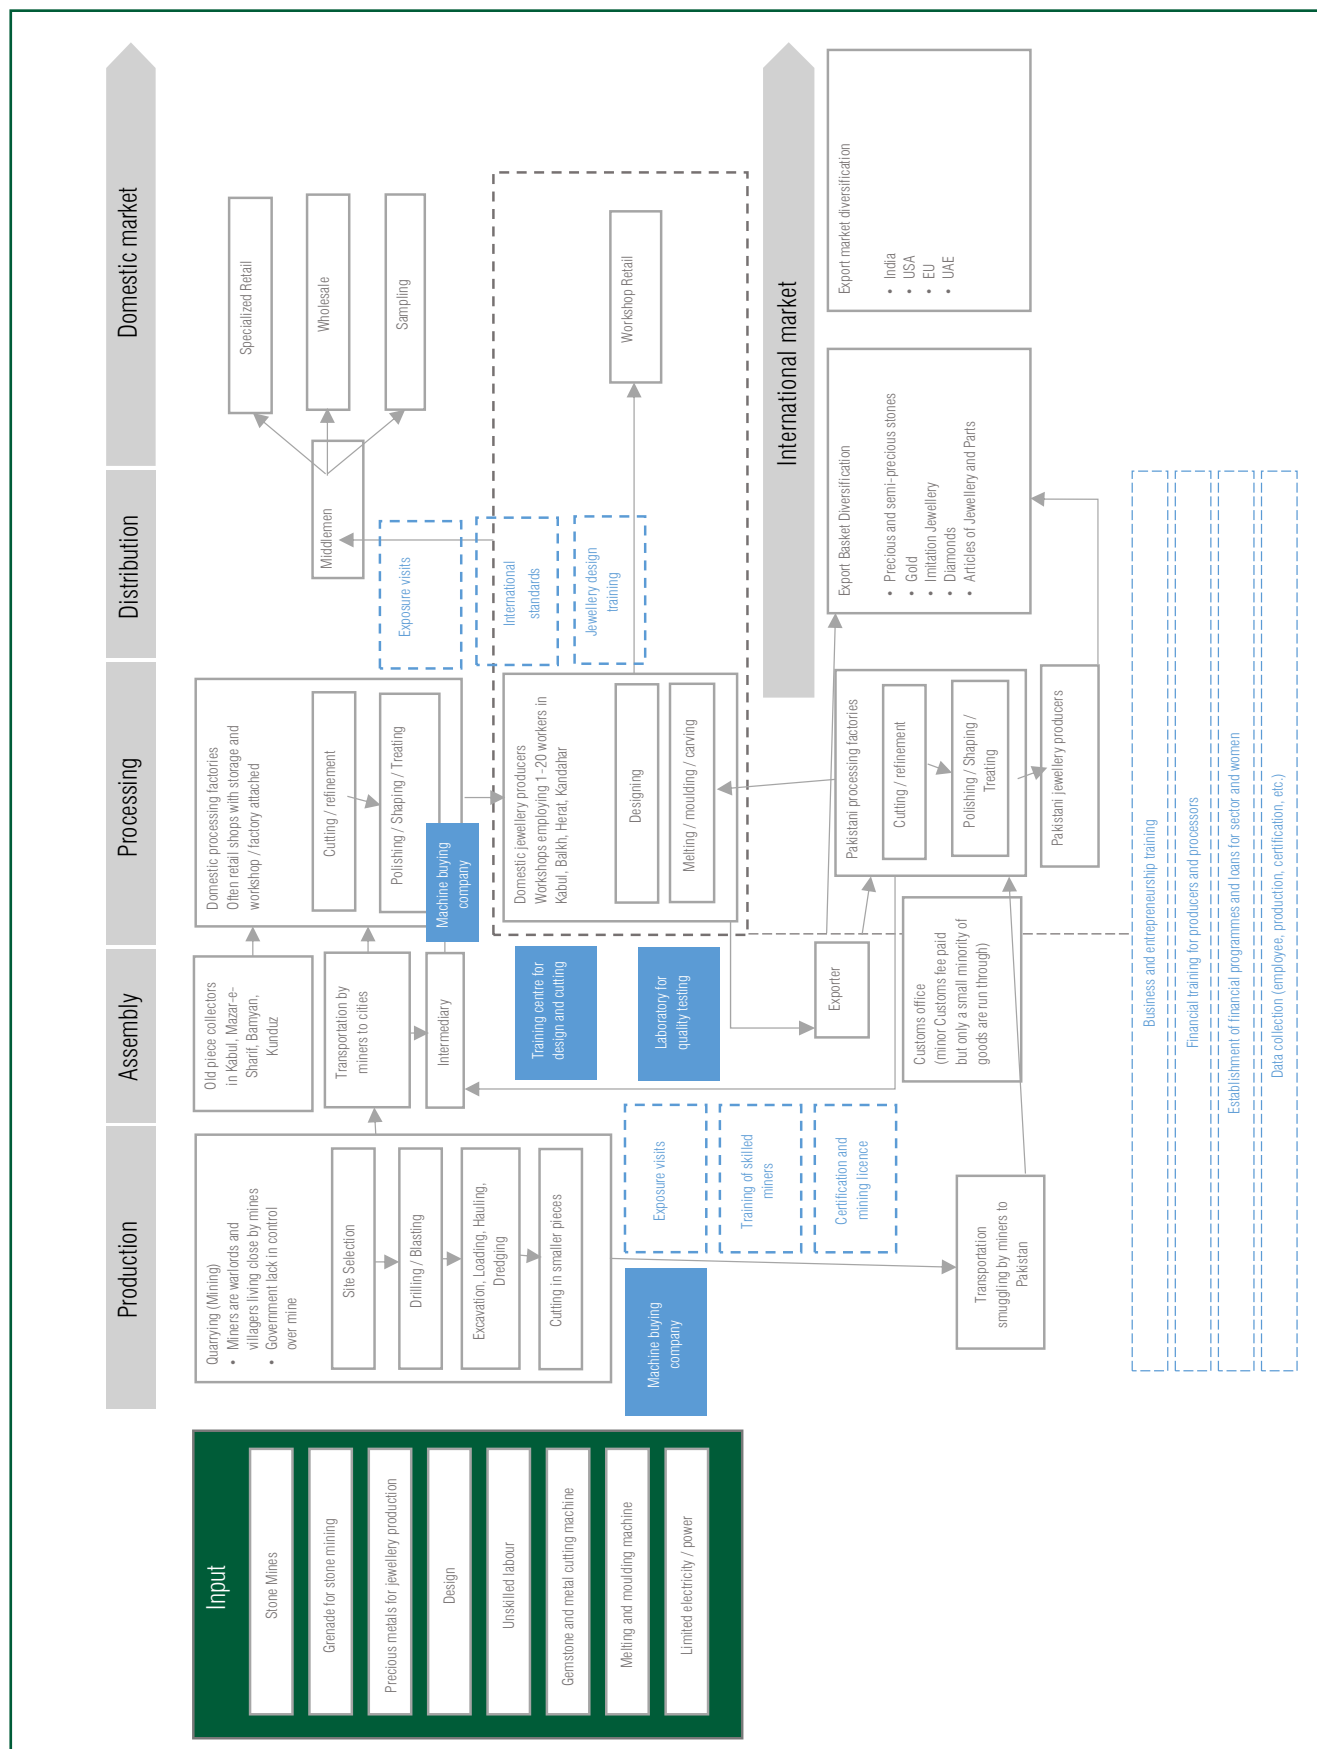 Input
Stone Mines
Grenade for stone mining
Precious metals for jewellery production
Design
Unskilled labour
Gemstone and metal cutting machine
Melting and moulding machine
Limited electricity / power
Production
Quarrying (Mining)
• Miners are warlords and
villagers living close by mines
• Government lack in control
over mine
Site Selection
Drilling / Blasting
Excavation, Loading, Hauling,
Dredging
Cutting in smaller pieces
Machine buying
company
Exposure visits
Training of skilled
miners
Certification and
mining licence
Transportation
smuggling by miners to
Pakistan
Assembly
Old piece collectors
in Kabul, Mazar-e-
Sharif, Bamyan,
Kunduz
Transportation by
miners to cities
Intermediary
Training centre for
design and cutting
Laboratory for
quality testing
Exporter
Customs office
(minor Customs fee paid
but only a small minority of
goods are run through)
Processing
Domestic processing factories
Often retail shops with storage and
workshop /factory attached
Cutting / refinement
Polishing / Shaping / Treating
Machine buying
company
Domestic jewellery producers
Workshops employing 1-20 workers in
Kabul, Balkh, Herat, Kandahar
Designing
Melting / moulding / carving
Pakistani processing factories
Cutting / refinement
Polishing / Shaping /
Treating
Pakistani jewellery producers
Distribution
Middlemen
Exposure visits
International
standards
Jewellery design
training
Domestic market
Specialized Retail
Wholesale
Sampling
Workshop Retail
International market
Export Basket Diversification
• Precious and semi-precious stones
• Gold
• Imitation Jewellery
• DIamonds
• Articles of Jewellery and Parts
Export market diversification
• India
• USA
• EU
• UAE
Business and entrepreneurship training
Financial training for producers and processors
Establishment of financial programmes and loans for sector and women
Data collection (employee, production, certification, etc.)